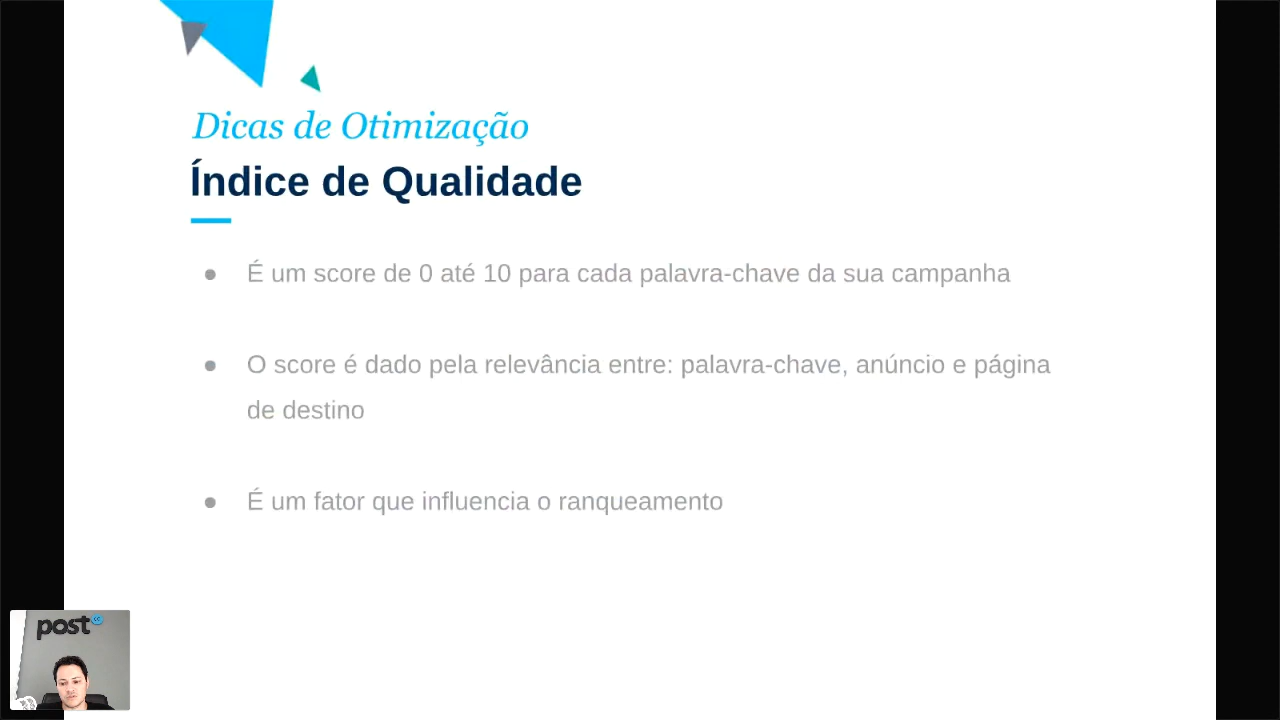 Dicas de Otimização
Índice de Qualidade
● É um score de 0 até 10 para cada palavra-chave da sua campanha
● O score é dado pela relevância entre: palavra-chave, anúncio e página
de destino
● É um fator que influencia o ranqueamento
post